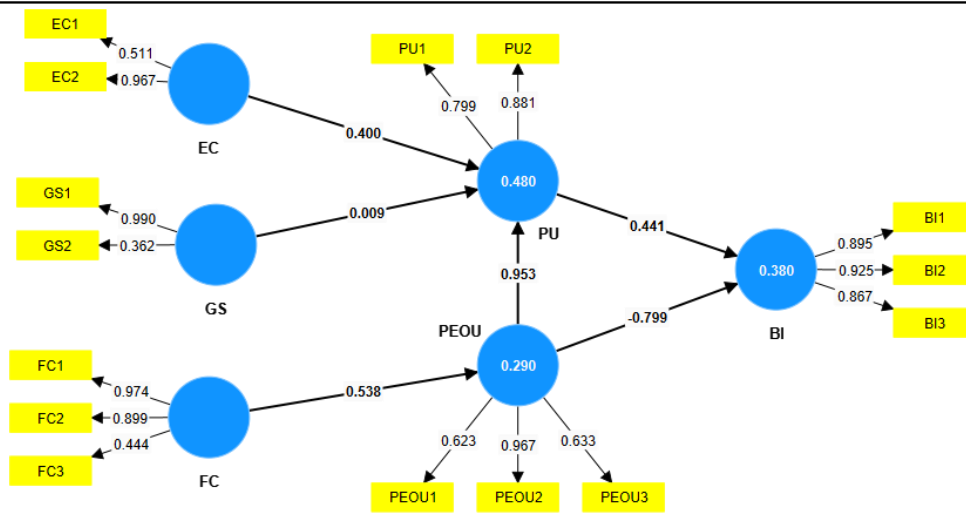 EC1
0.511
EC2
0.967
EC
PU1
PU2
0.799
0.881
0.400
0.480
PU
GS1
0.990
GS2
0.362
GS
0.009
0.441
0.953
BI1
0.895
BI2
0.925
BI3
0.867
0.380
BI
PEOU
-0.799
0.290
FC1
0.974
FC2
0.899
FC3
0.444
FC
0.538
0.623
0.967
0.633
PEOU1
PEOU2
PEOU3